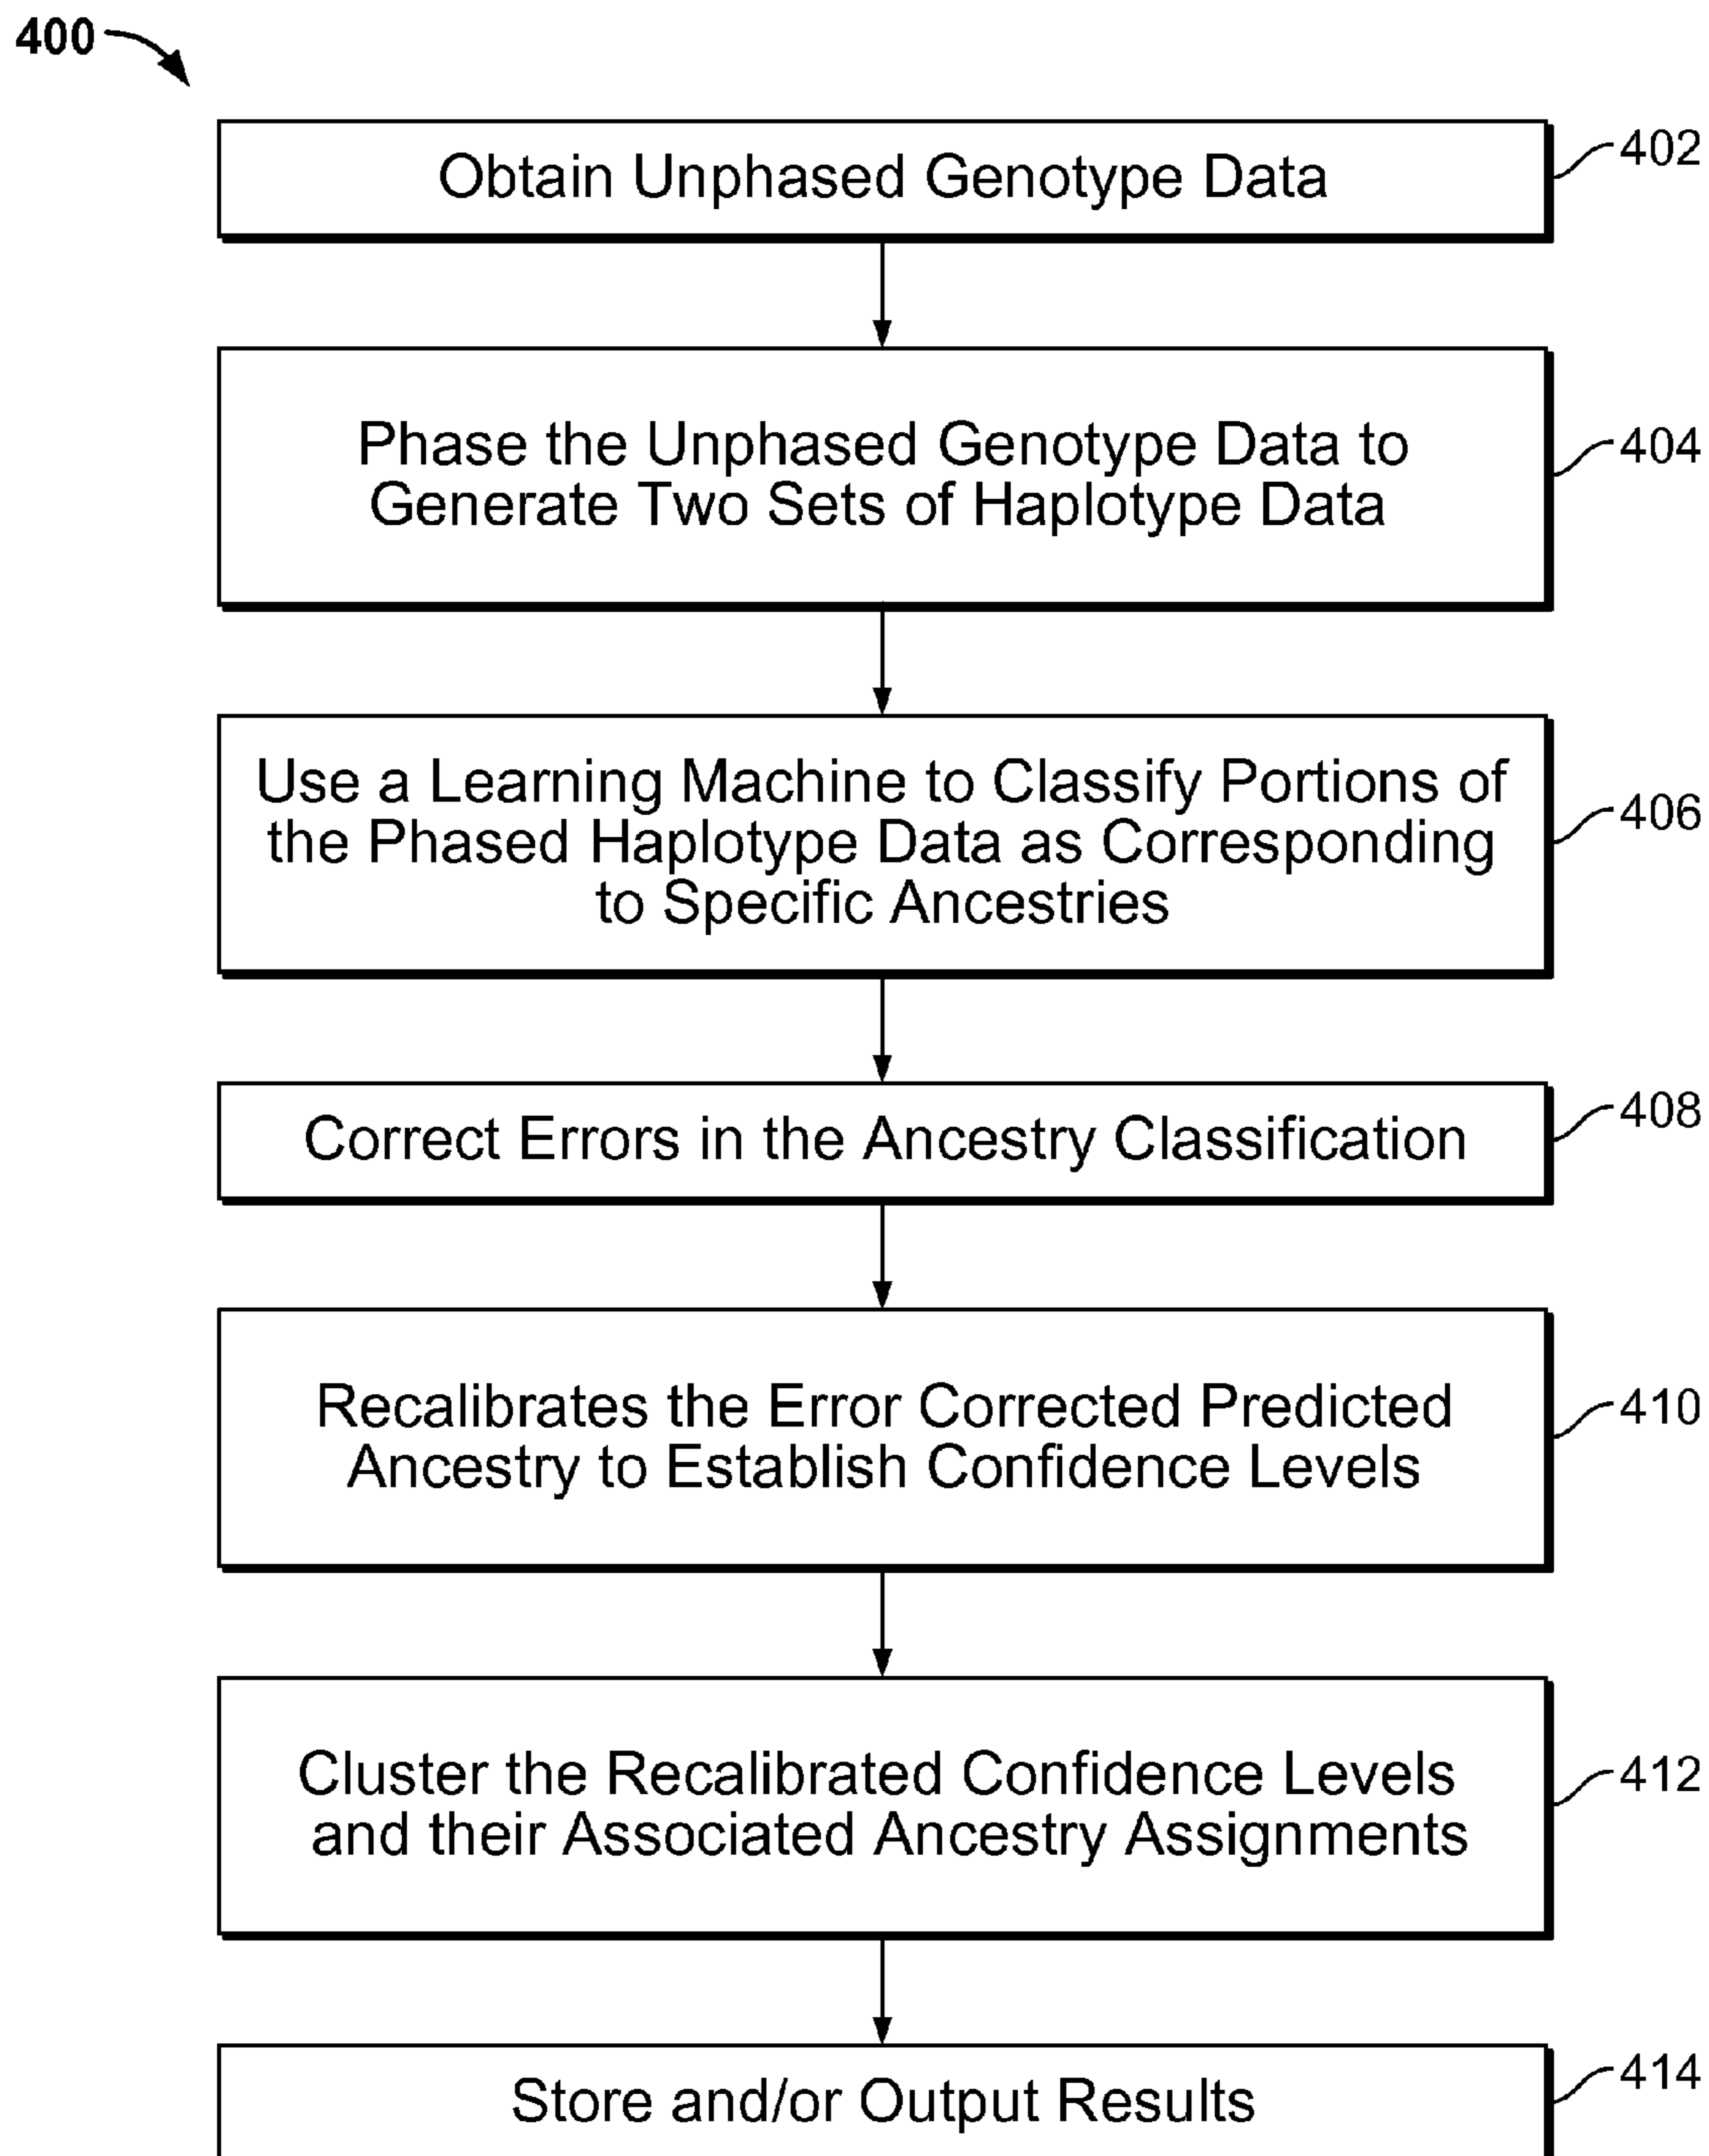 400
Obtain Unphased Genotype Data
402
Phase the Unphased Genotype Data to
Generate Two Sets of Haplotype Data
404
Use a Learning Machine to Classify Portions of
the Phased Haplotype Data as Corresponding
to Specific Ancestries
406
Correct Errors in the Ancestry Classification
408
Recalibrates the Error Corrected Predicted
Ancestry to Establish Confidence Levels
410
Cluster the Recalibrated Confidence Levels
and their Associated Ancestry Assignments
412
Store and/or Output Results
414